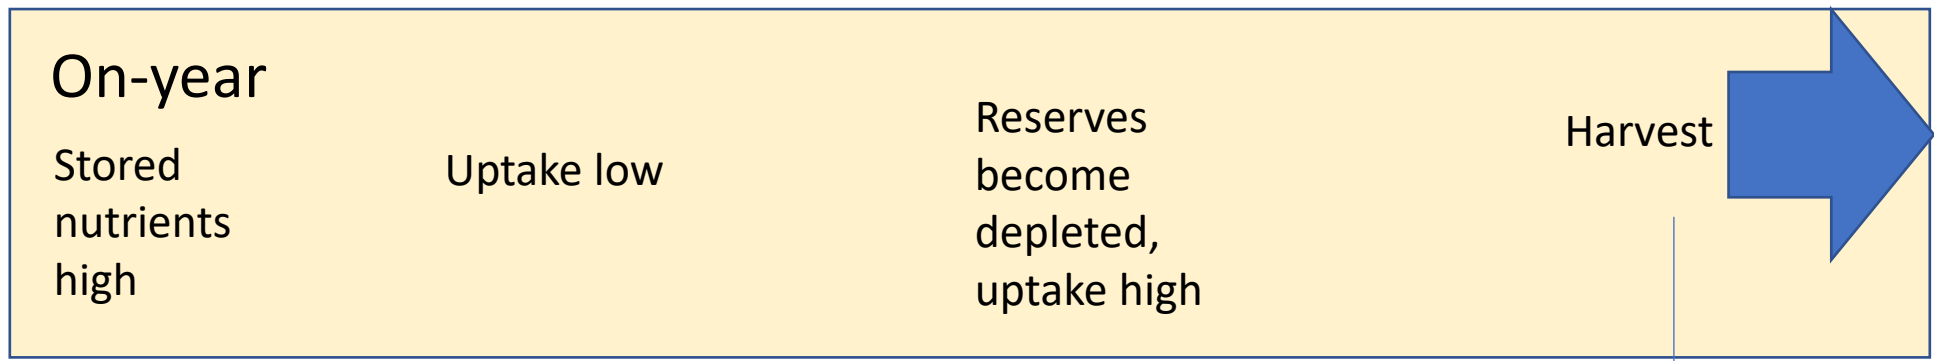 On-year
Stored
nutrients
high
Uptake low
Reserves
become
depleted,
uptake high
Harvest